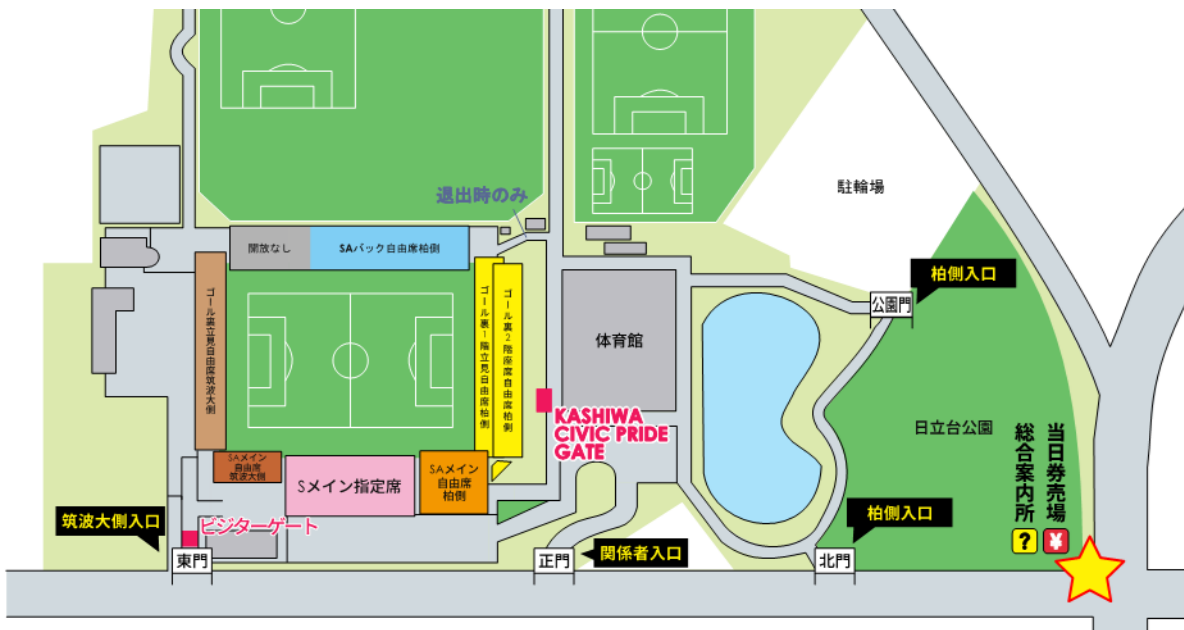 駐輪場
退出時のみ
開放なし
SAバック自由席柏側
柏側入口
公園門
ゴール裏立見自由席筑波大側
ゴール裏1階立見自由席柏側
ゴール裏2階座席自由席柏側
体育館
KASHIWA
CIVIC PRIDE
GATE
日立台公園
当日券売場
総合案内所
SAメイン
自由席
筑波大側
Sメイン指定席
SAメイン
自由席
柏側
筑波大側入口
ビジターゲート
柏側入口
?
¥
東門
正門
関係者入口
北門